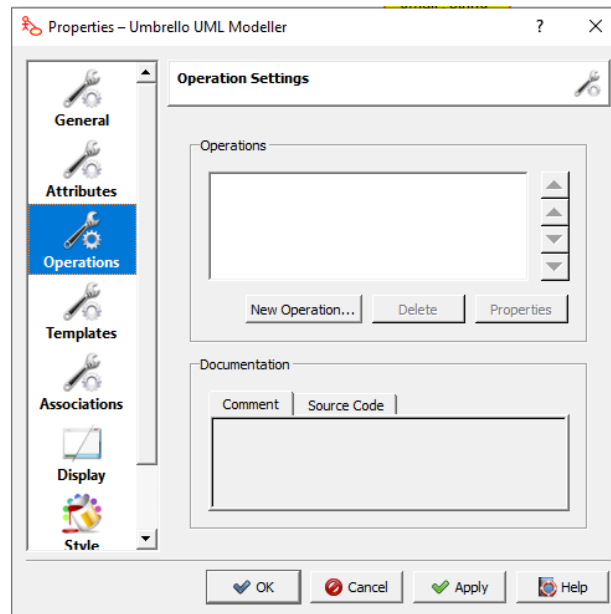 Properties – Umbrello UML Modeller
?
General
Attributes
Operations
Templates
Associations
Display
Style
Operation Settings
Operations
New Operation...
Delete
Properties
Documentation
Comment
Source Code
OK
Cancel
Apply
Help